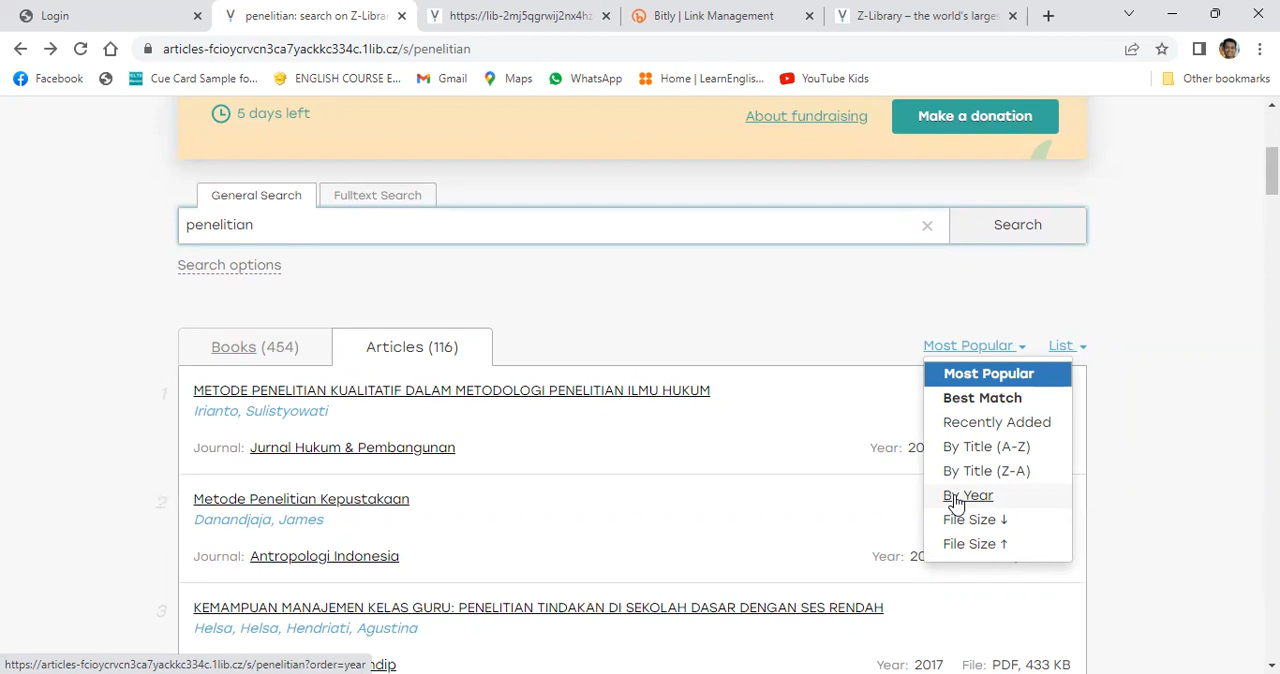 Login
penelitian: search on Z-Librar
https://lib-2mj5qgrwij2nx4hz
Bitly | Link Management
Z-Library – the world's larges
articles-fcioycrvcn3ca7yackkc334c.1lib.cz/s/penelitian
Facebook
Cue Card Sample fo...
ENGLISH COURSE E...
Gmail
Maps
WhatsApp
Home | LearnEnglis...
YouTube Kids
Other bookmarks
5 days left
About fundraising
Make a donation
General Search
Fulltext Search
penelitian
Search
Search options
Books (454)
Articles (116)
Most Popular
List
Most Popular
Best Match
Recently Added
By Title (A-Z)
By Title (Z-A)
By Year
File Size ↓
File Size ↑
1
METODE PENELITIAN KUALITATIF DALAM METODOLOGI PENELITIAN ILMU HUKUM
Irianto, Sulistyowati
Journal: Jurnal Hukum & Pembangunan
Year: 20
2
Metode Penelitian Kepustakaan
Danandjaja, James
Journal: Antropologi Indonesia
Year: 20
3
KEMAMPUAN MANAJEMEN KELAS GURU: PENELITIAN TINDAKAN DI SEKOLAH DASAR DENGAN SES RENDAH
Helsa, Helsa, Hendriati, Agustina
ndip
Year: 2017 File: PDF, 433 KB
https://articles-fcioycrvcn3ca7yackkc334c.1lib.cz/s/penelitian?order=year